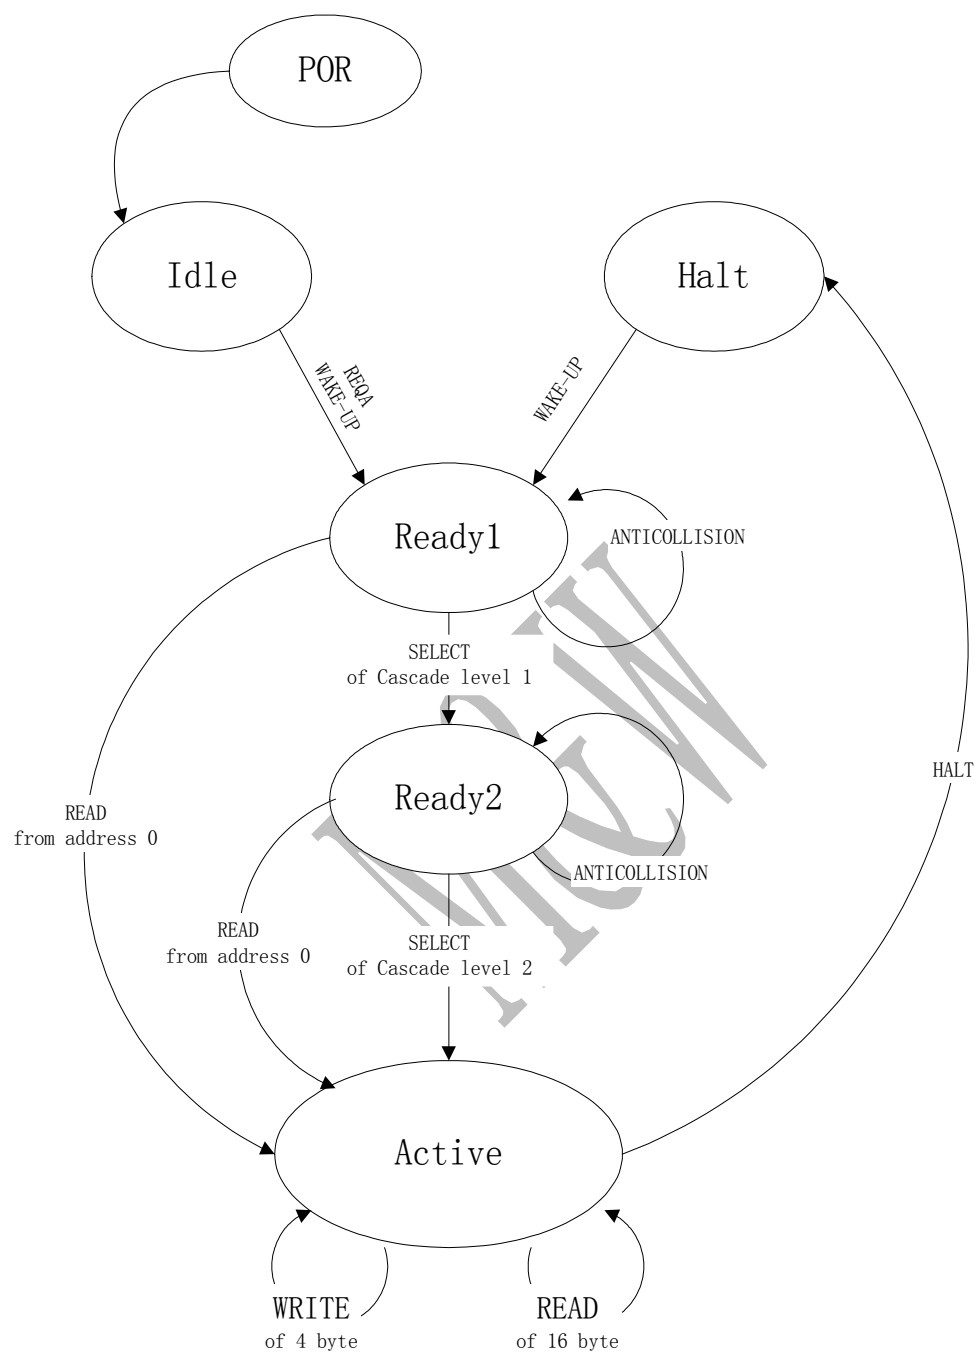 POR
Idle
Halt
REQA
WAKE-UP
WAKE-UP
Ready1
ANTICOLLISION
SELECT
of Cascade level 1
Ready2
HALT
READ
from address 0
ANTICOLLISION
READ
from address 0
SELECT
of Cascade level 2
Active
WRITE
of 4 byte
READ
of 16 byte